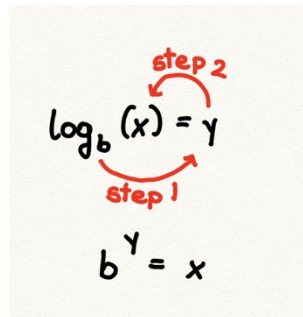 step 2
log_b (x) = y
step 1
b^y = x